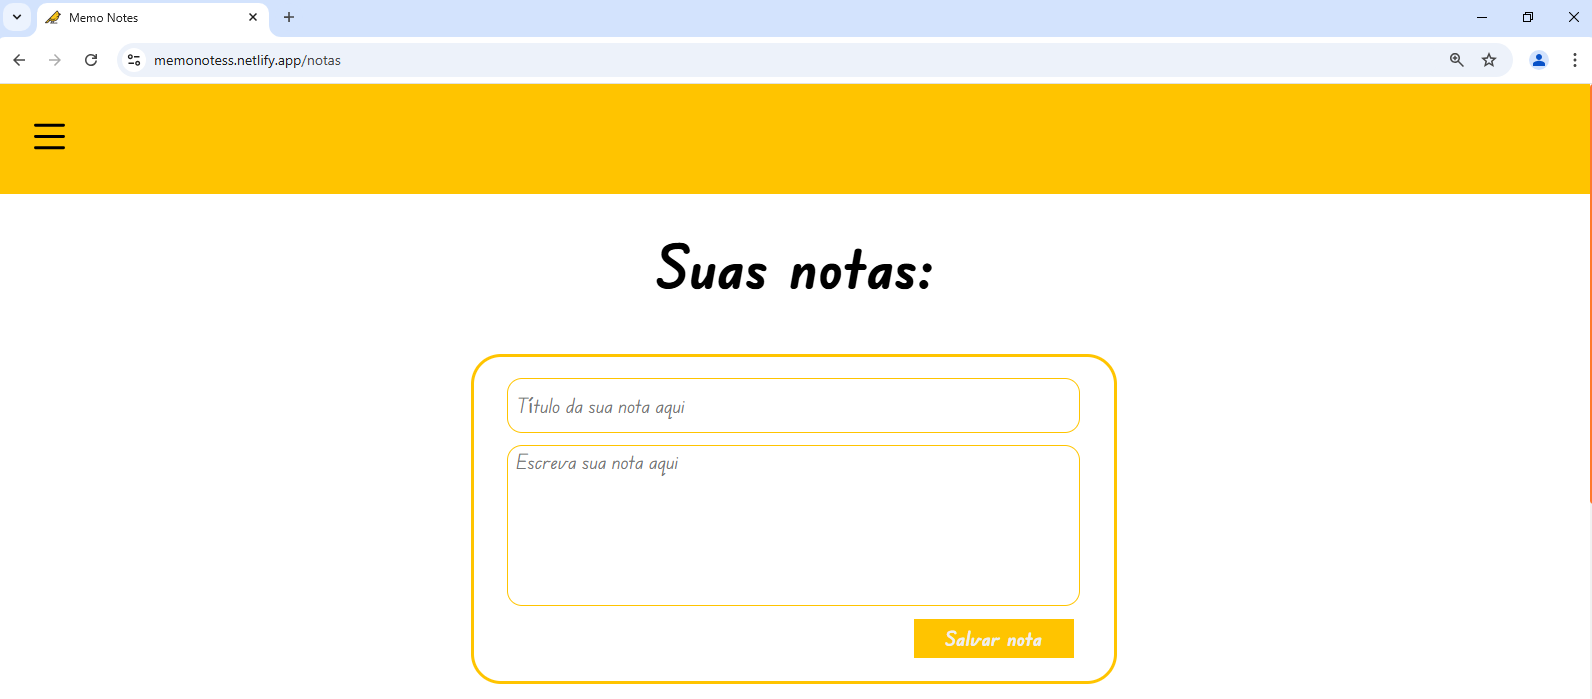 Memo Notes
memonotess.netlify.app/notas
Suas notas:
Título da sua nota aqui
Escreva sua nota aqui
Salvar nota